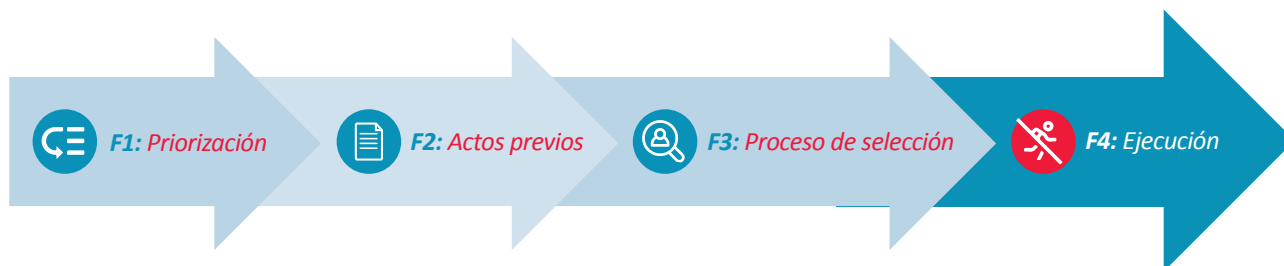 F1: Priorización
F2: Actos previos
F3: Proceso de selección
F4: Ejecución